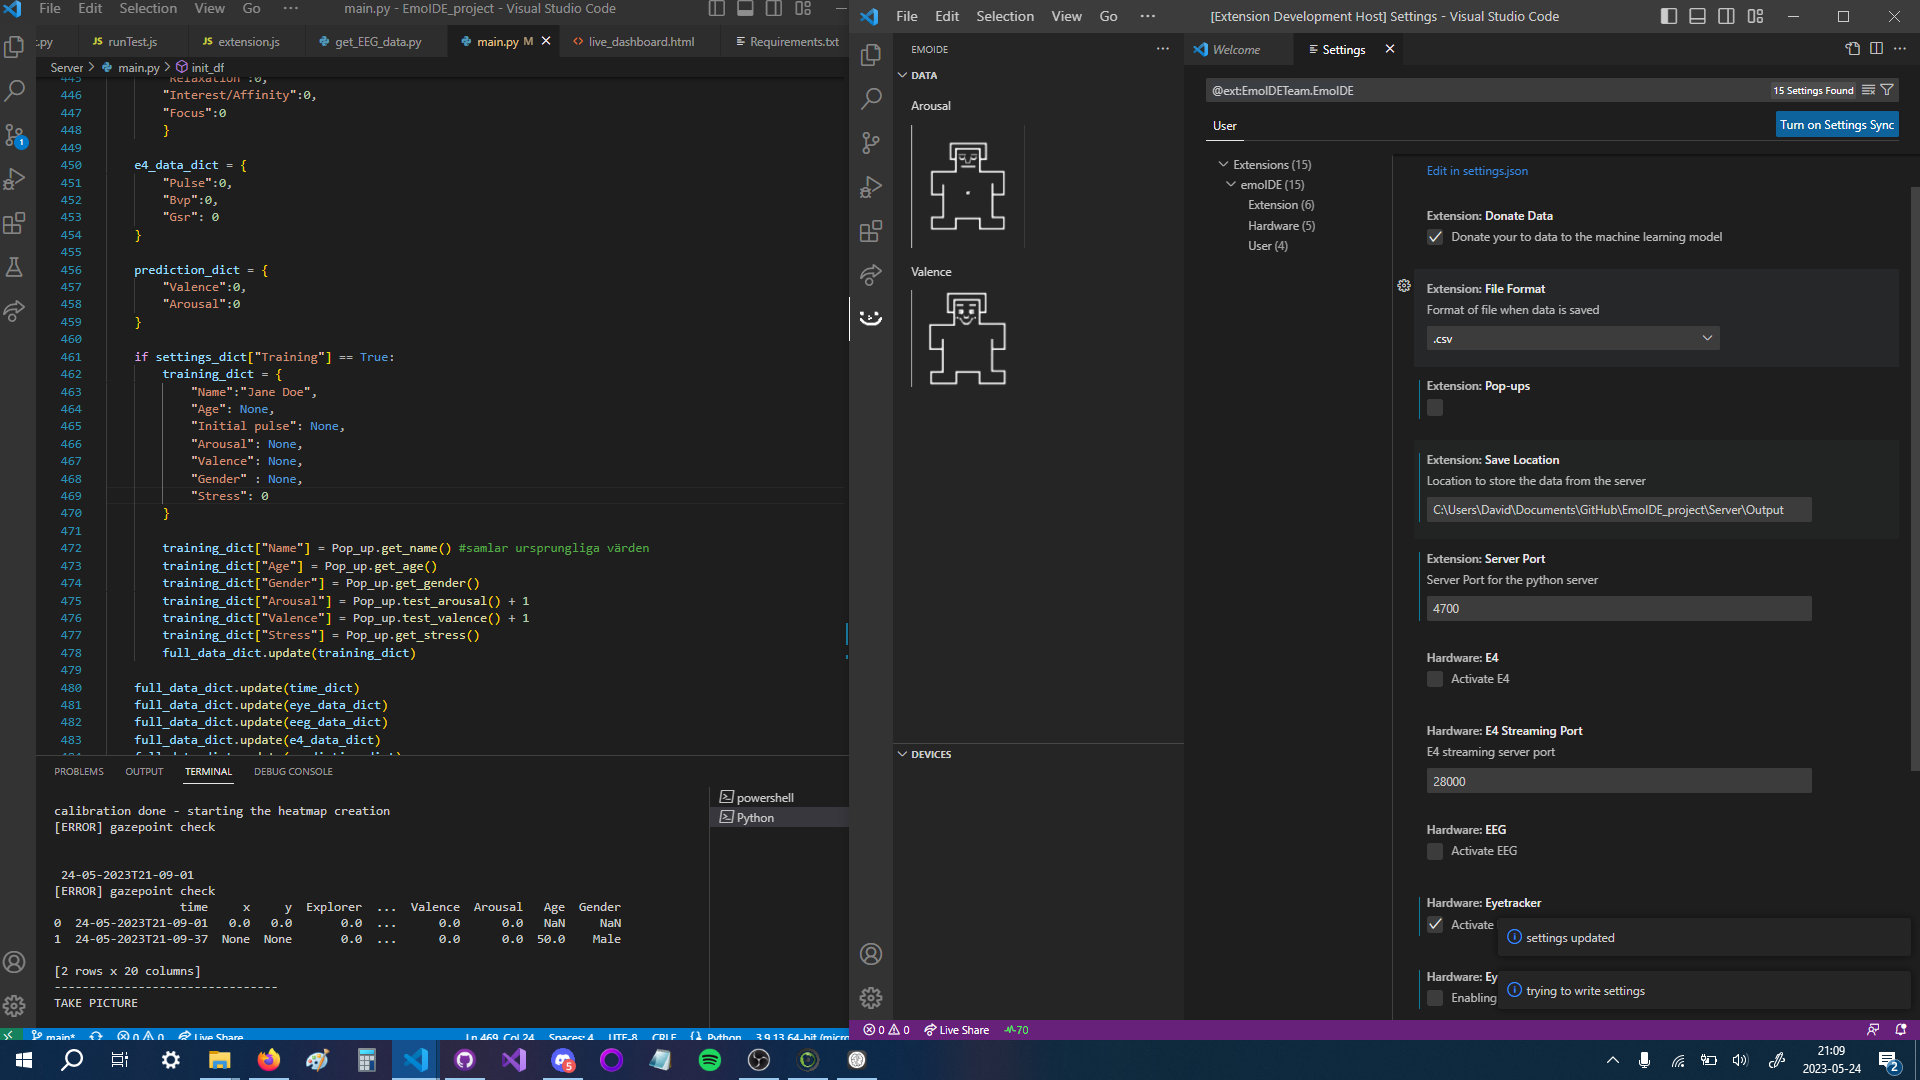 File Edit Selection View Go ··· main.py - EmoIDE_project - Visual Studio Code
t.py runTest.js extension.js get_EEG_data.py main.py M live_dashboard.html Requirements.txt
Server > main.py > init_df
445 "Relaxation":0,
446 "Interest/Affinity":0,
447 "Focus":0
448 }
449
450 e4_data_dict = {
451 "Pulse":0,
452 "Bvp":0,
453 "Gsr": 0
454 }
455
456 prediction_dict = {
457 "Valence":0,
458 "Arousal":0
459 }
460
461 if settings_dict["Training"] == True:
462 training_dict = {
463 "Name":"Jane Doe",
464 "Age": None,
465 "Initial pulse": None,
466 "Arousal": None,
467 "Valence": None,
468 "Gender" : None,
469 "Stress": 0
470 }
471
472 training_dict["Name"] = Pop_up.get_name() #samlar ursprungliga värden
473 training_dict["Age"] = Pop_up.get_age()
474 training_dict["Gender"] = Pop_up.get_gender()
475 training_dict["Arousal"] = Pop_up.test_arousal() + 1
476 training_dict["Valence"] = Pop_up.test_valence() + 1
477 training_dict["Stress"] = Pop_up.get_stress()
478 full_data_dict.update(training_dict)
479
480 full_data_dict.update(time_dict)
481 full_data_dict.update(eye_data_dict)
482 full_data_dict.update(eeg_data_dict)
483 full_data_dict.update(e4_data_dict)
PROBLEMS OUTPUT TERMINAL DEBUG CONSOLE
powershell
Python
calibration done - starting the heatmap creation
[ERROR] gazepoint check
24-05-2023T21-09-01
[ERROR] gazepoint check
time x y Explorer ... Valence Arousal Age Gender
0 24-05-2023T21-09-01 0.0 0.0 0.0 ... 0.0 0.0 NaN NaN
1 24-05-2023T21-09-37 None None 0.0 ... 0.0 0.0 50.0 Male
[2 rows x 20 columns]
--------------------------------
TAKE PICTURE
main* 0 0 Live Share Ln 469, Col 24 Spaces: 4 UTF-8 CRLF Python 3.9.13 64-bit (micro
File Edit Selection View Go ··· [Extension Development Host] Settings - Visual Studio Code
EMOIDE
DATA
Arousal
Valence
DEVICES
Welcome Settings
@ext:EmoIDETeam.EmoIDE 15 Settings Found
User Turn on Settings Sync
Extensions (15)
emoIDE (15)
Extension (6)
Hardware (5)
User (4)
Edit in settings.json
Extension: Donate Data
Donate your to data to the machine learning model
Extension: File Format
Format of file when data is saved
.csv
Extension: Pop-ups
Extension: Save Location
Location to store the data from the server
C:\Users\David\Documents\GitHub\EmoIDE_project\Server\Output
Extension: Server Port
Server Port for the python server
4700
Hardware: E4
Activate E4
Hardware: E4 Streaming Port
E4 streaming server port
28000
Hardware: EEG
Activate EEG
Hardware: Eyetracker
Activate
settings updated
Hardware: Ey
Enabling
trying to write settings
0 0 Live Share 70
1
5
21:09
2023-05-24
2